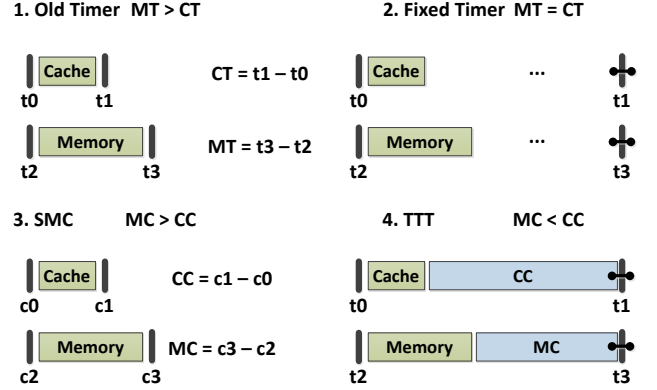 1. Old Timer MT > CT
Cache
t0 t1
CT = t1 – t0
Memory
t2 t3
MT = t3 – t2
2. Fixed Timer MT = CT
Cache ...
t0 t1
Memory ...
t2 t3
3. SMC MC > CC
Cache
c0 c1
CC = c1 – c0
Memory
c2 c3
MC = c3 – c2
4. TTT MC < CC
Cache CC
t0 t1
Memory MC
t2 t3